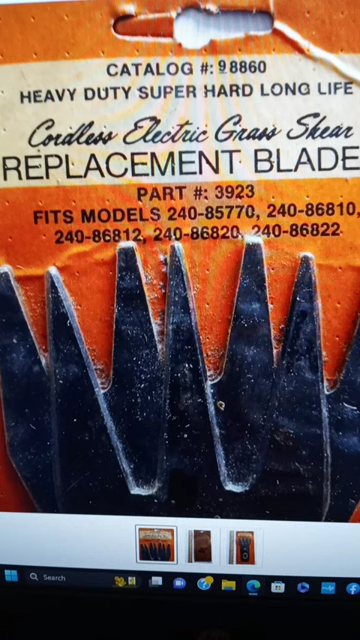 CATALOG #: 98860
HEAVY DUTY SUPER HARD LONG LIFE
Cordless Electric Grass Shear
REPLACEMENT BLADE
PART #: 3923
FITS MODELS 240-85770, 240-86810,
240-86812, 240-86820, 240-86822
Search